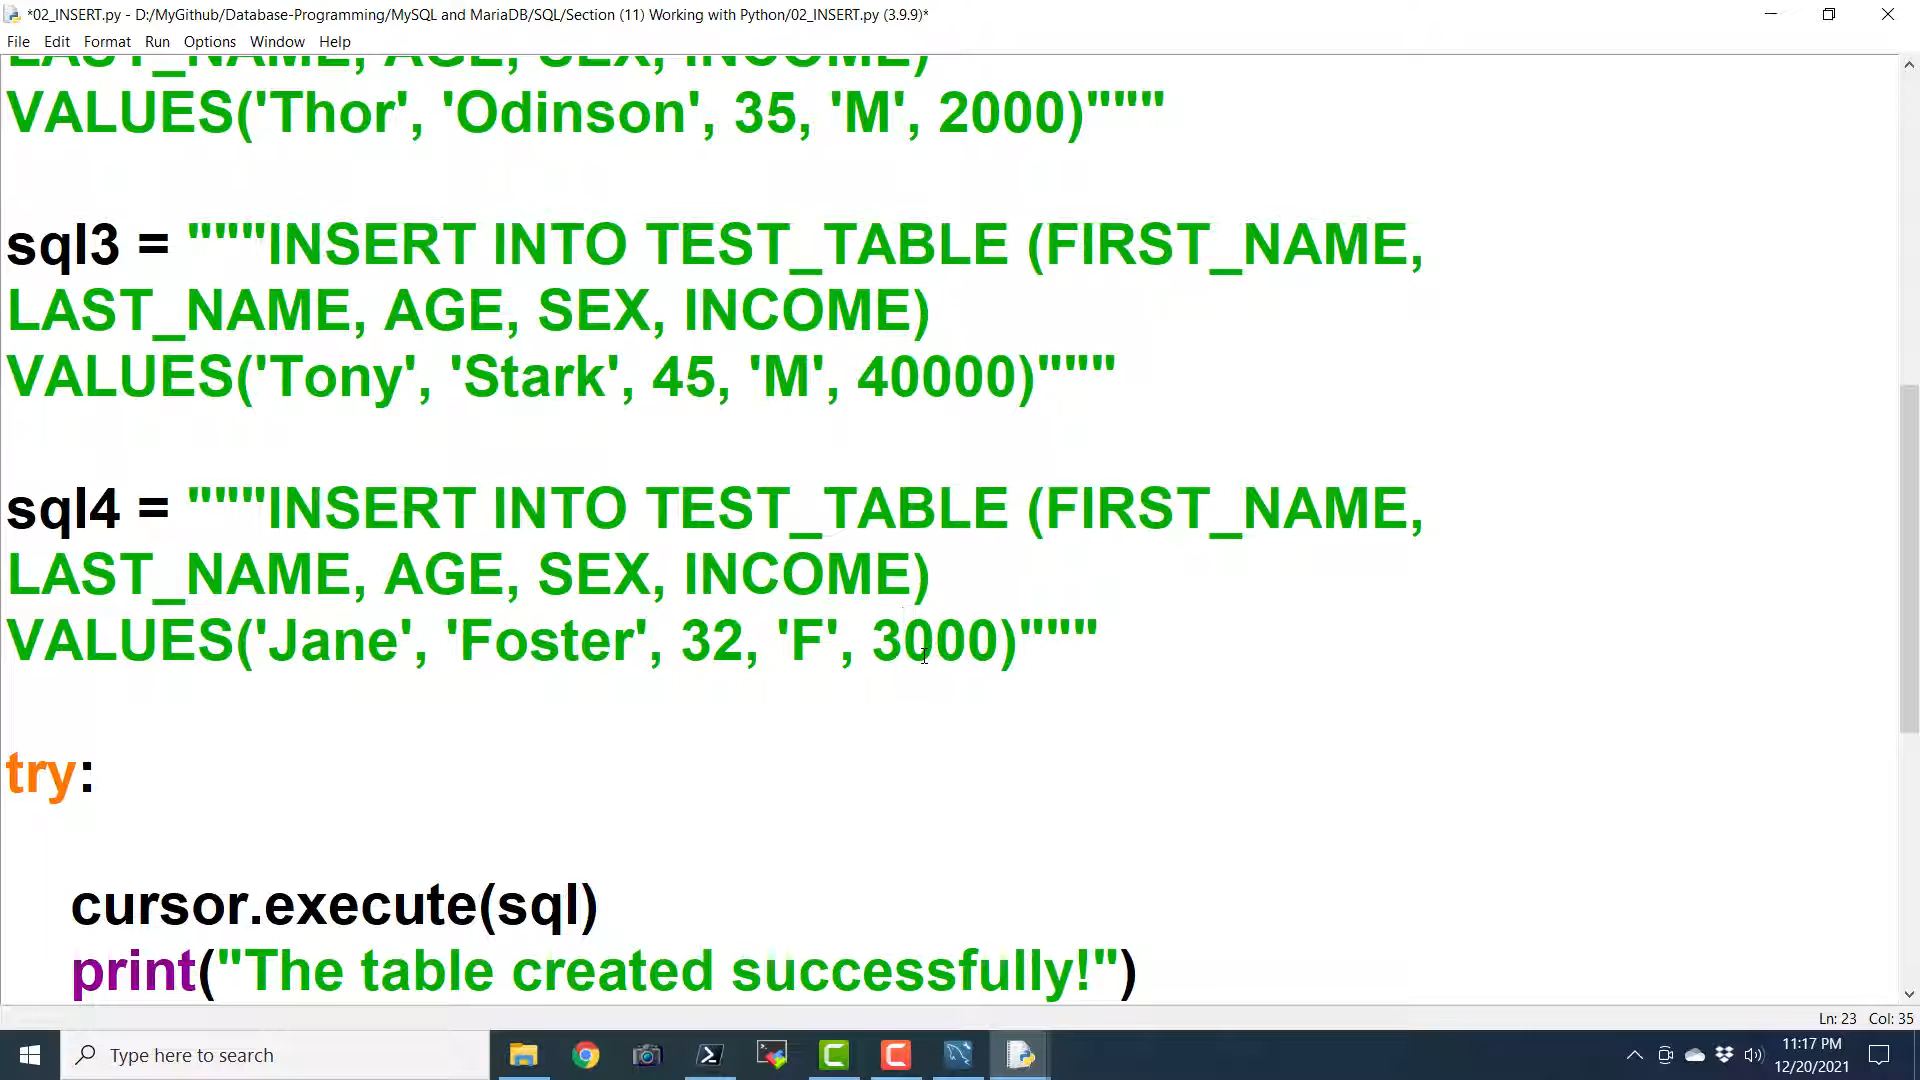 *02_INSERT.py - D:/MyGithub/Database-Programming/MySQL and MariaDB/SQL/Section (11) Working with Python/02_INSERT.py (3.9.9)*
File Edit Format Run Options Window Help
LAST_NAME, AGE, SEX, INCOME)
VALUES('Thor', 'Odinson', 35, 'M', 2000)"""
sql3 = """INSERT INTO TEST_TABLE (FIRST_NAME,
LAST_NAME, AGE, SEX, INCOME)
VALUES('Tony', 'Stark', 45, 'M', 40000)"""
sql4 = """INSERT INTO TEST_TABLE (FIRST_NAME,
LAST_NAME, AGE, SEX, INCOME)
VALUES('Jane', 'Foster', 32, 'F', 3000)"""
try:
cursor.execute(sql)
print("The table created successfully!")
Ln: 23 Col: 35
Type here to search
11:17 PM
12/20/2021